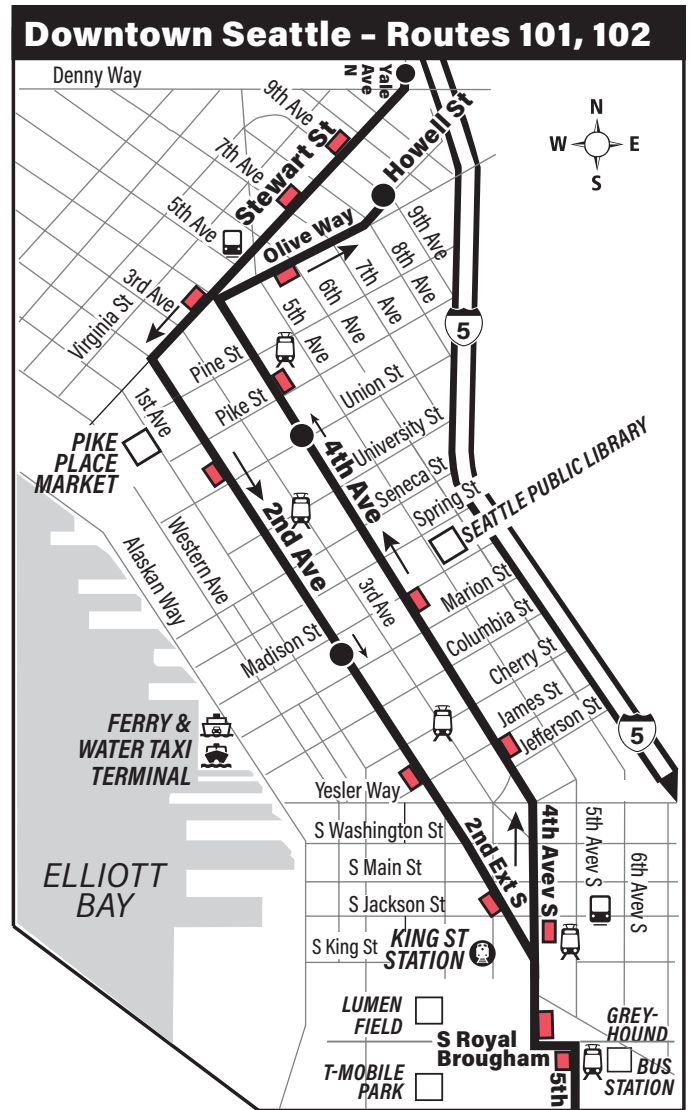 Downtown Seattle – Routes 101, 102
Denny Way
Yale
Ave
N
N
W
E
S
9th Ave
Stewart St
Howell St
7th Ave
5th Ave
Olive Way
9th Ave
8th Ave
7th Ave
6th Ave
5th Ave
3rd Ave
Virginia St
5
Pine St
1st Ave
Pike St
Union St
PIKE
PLACE
MARKET
University St
4th Ave
Seneca St
Spring St
SEATTLE PUBLIC LIBRARY
2nd Ave
Western Ave
Alaskan Way
3rd Ave
Marion St
Madison St
Columbia St
Cherry St
James St
Jefferson St
5
FERRY &
WATER TAXI
TERMINAL
Yesler Way
S Washington St
2nd Ext S
4th Avev S
5th Avev S
6th Avev S
S Main St
ELLIOTT
BAY
S Jackson St
S King St
KING ST
STATION
LUMEN
FIELD
GREY-
HOUND
S Royal
Brougham
BUS
STATION
T-MOBILE
PARK
5th